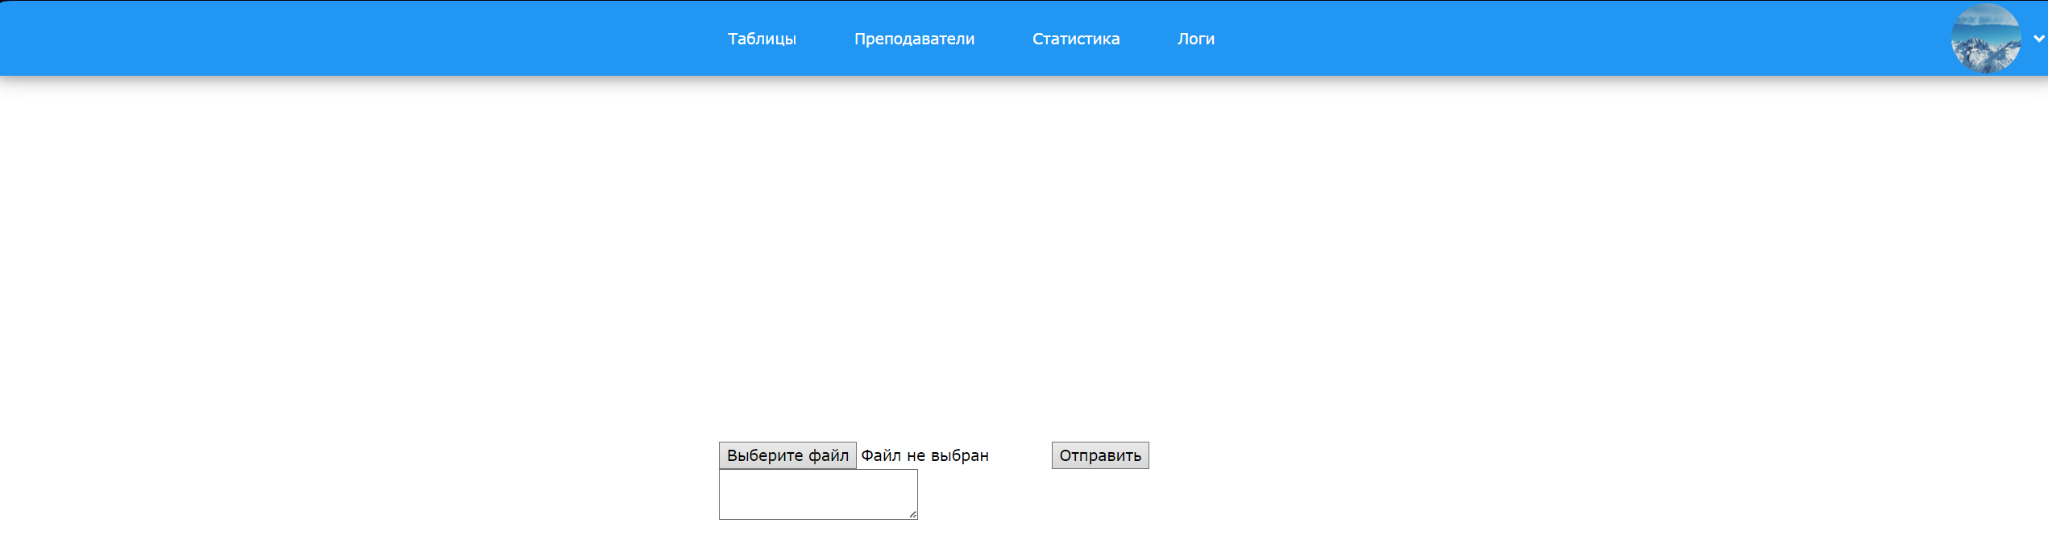 Таблицы Преподаватели Статистика Логи
Выберите файл Файл не выбран Отправить